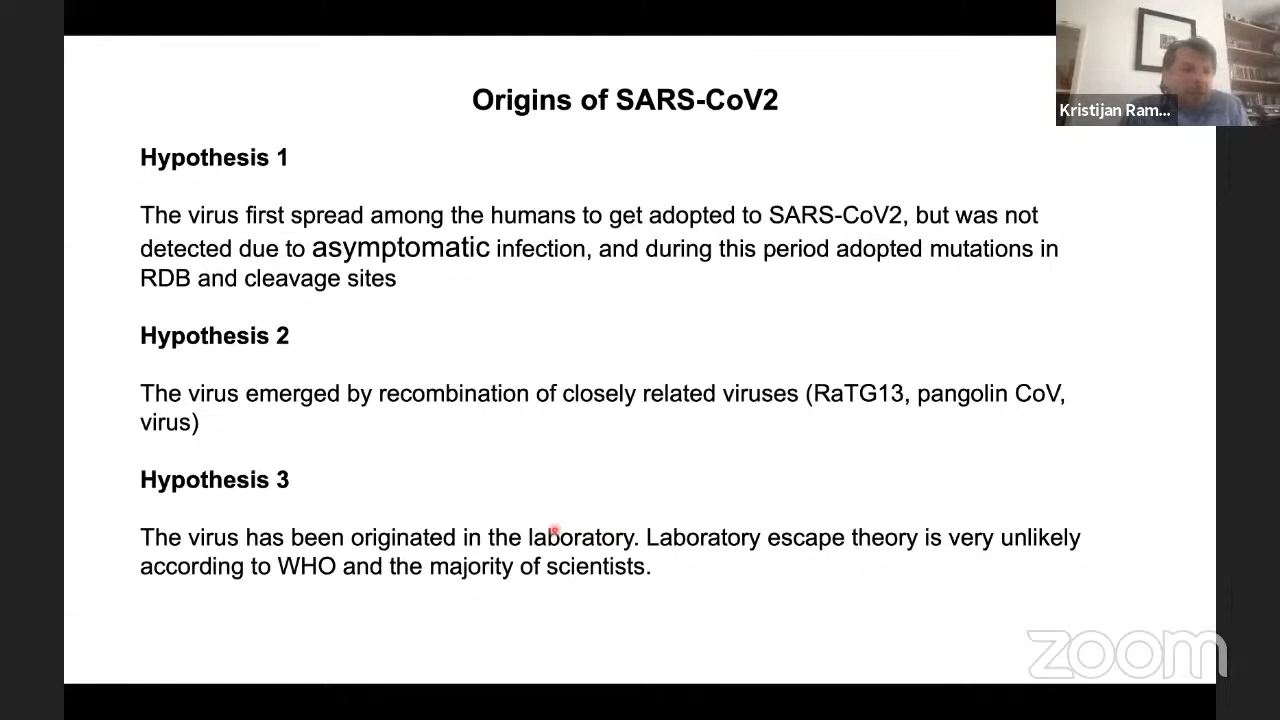 Origins of SARS-CoV2
Kristijan Ram...
Hypothesis 1
The virus first spread among the humans to get adopted to SARS-CoV2, but was not
detected due to asymptomatic infection, and during this period adopted mutations in
RDB and cleavage sites
Hypothesis 2
The virus emerged by recombination of closely related viruses (RaTG13, pangolin CoV,
virus)
Hypothesis 3
The virus has been originated in the laboratory. Laboratory escape theory is very unlikely
according to WHO and the majority of scientists.
zoom